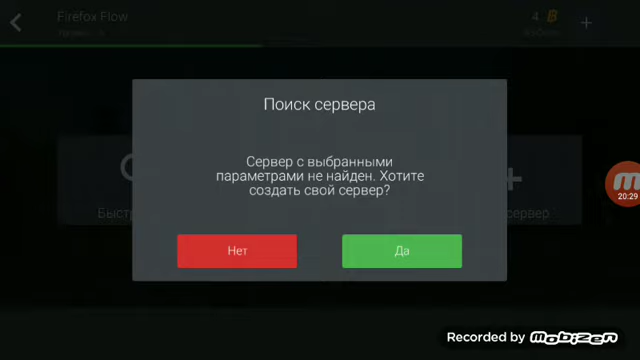 Firefox Flow
4
Поиск сервера
Сервер с выбранными
параметрами не найден. Хотите
создать свой сервер?
Быстр
сервер
Нет
Да
20:29
Recorded by mobizen